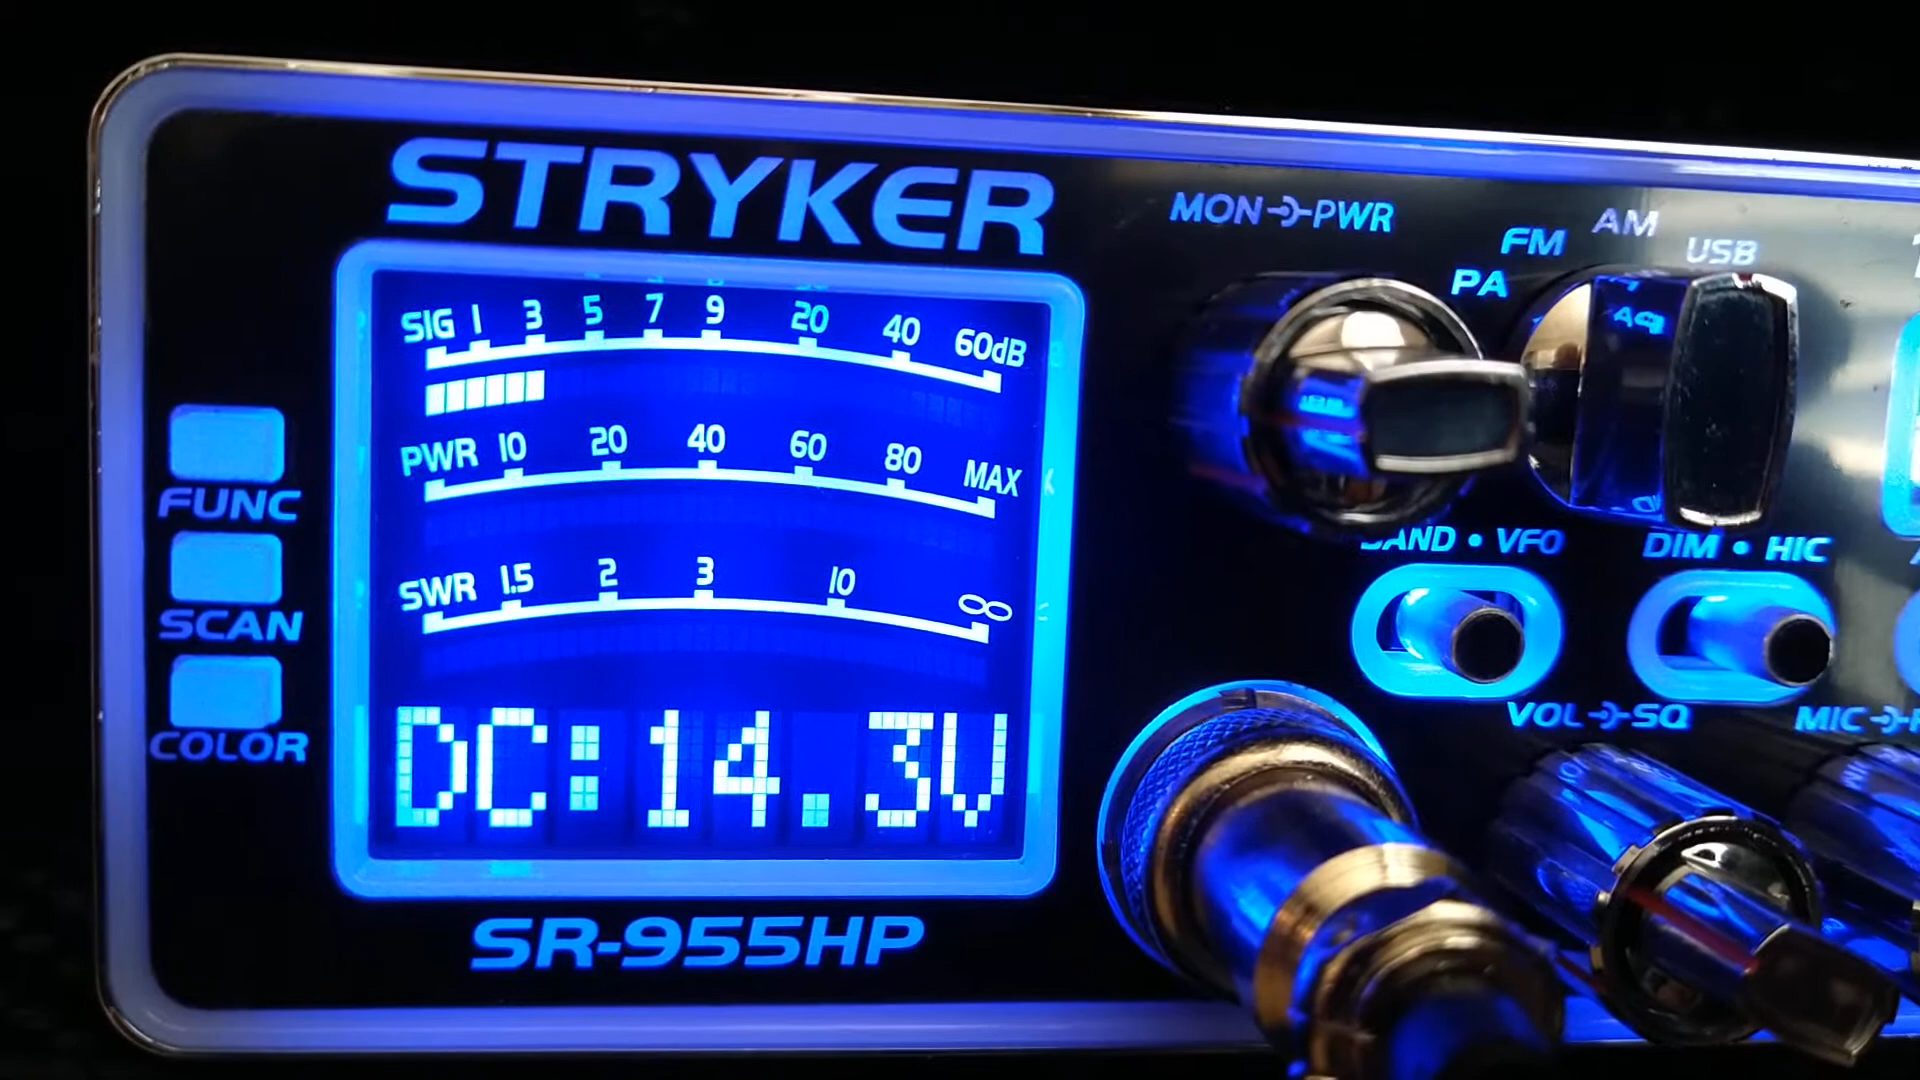 STRYKER
SIG 1 3 5 7 9 20 40 60dB
PWR 10 20 40 60 80 MAX
SWR 1.5 2 3 10 ∞
DC:14.3V
SR-955HP
FUNC
SCAN
COLOR
MON PWR
PA FM AM USB
BAND • VFO
DIM • HIC
VOL SQ
MIC